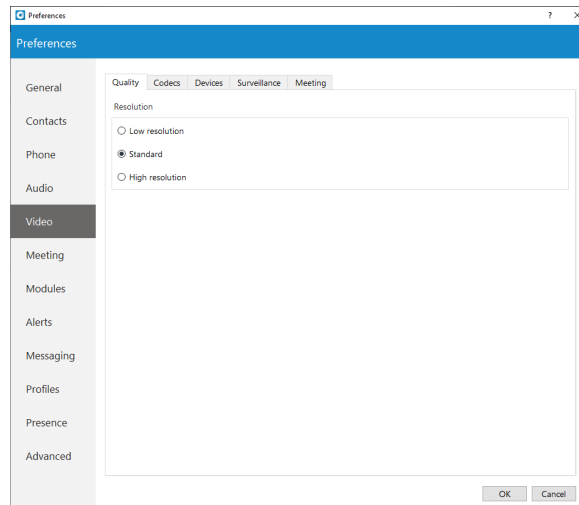 Preferences
?
Preferences
General
Contacts
Phone
Audio
Video
Meeting
Modules
Alerts
Messaging
Profiles
Presence
Advanced
Quality Codecs Devices Surveillance Meeting
Resolution
Low resolution
Standard
High resolution
OK Cancel